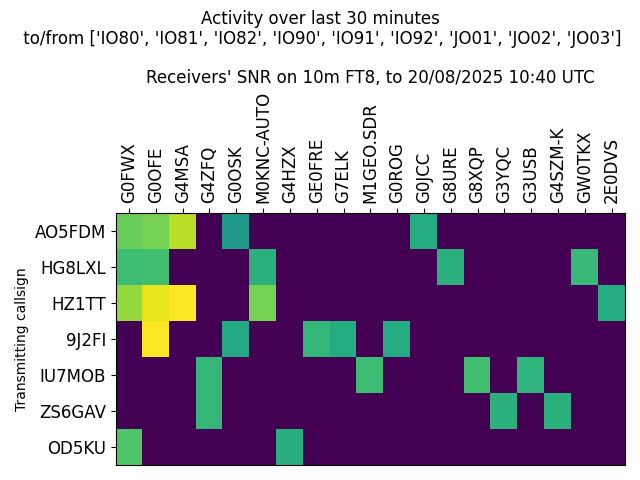 Activity over last 30 minutes
to/from ['IO80', 'IO81', 'IO82', 'IO90', 'IO91', 'IO92', 'JO01', 'JO02', 'JO03']
Receivers' SNR on 10m FT8, to 20/08/2025 10:40 UTC
G0FWX
G0OFE
G4MSA
G4ZFQ
G0OSK
M0KNC-AUTO
G4HZX
GE0FRE
G7ELK
M1GEO.SDR
G0ROG
G0JCC
G8URE
G8XQP
G3YQC
G3USB
G4SZM-K
GW0TKX
2E0DVS
Transmitting callsign
AO5FDM
HG8LXL
HZ1TT
9J2FI
IU7MOB
ZS6GAV
OD5KU